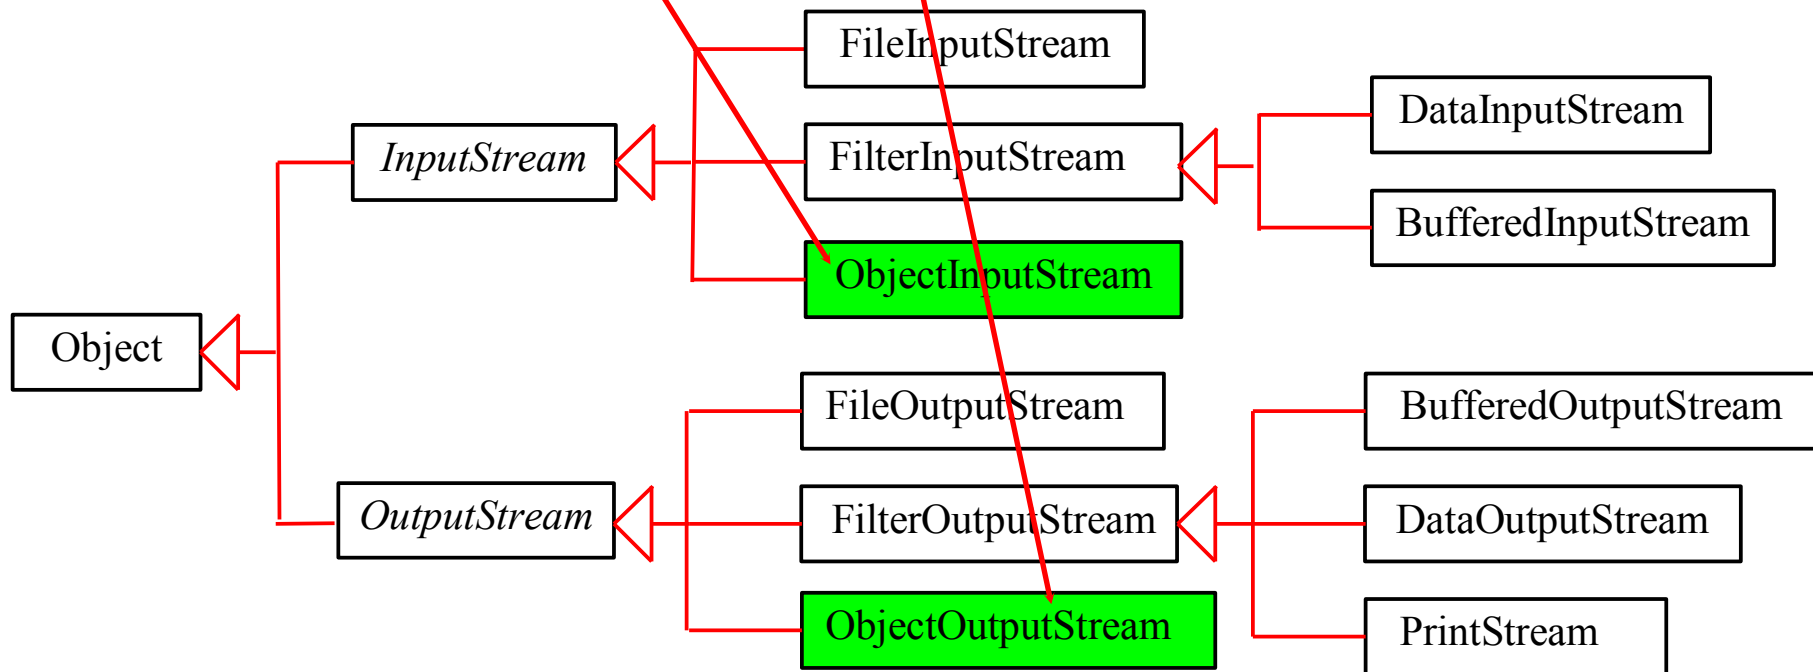 FileInputStream
DataInputStream
InputStream
FilterInputStream
BufferedInputStream
ObjectInputStream
Object
FileOutputStream
BufferedOutputStream
OutputStream
FilterOutputStream
DataOutputStream
ObjectOutputStream
PrintStream